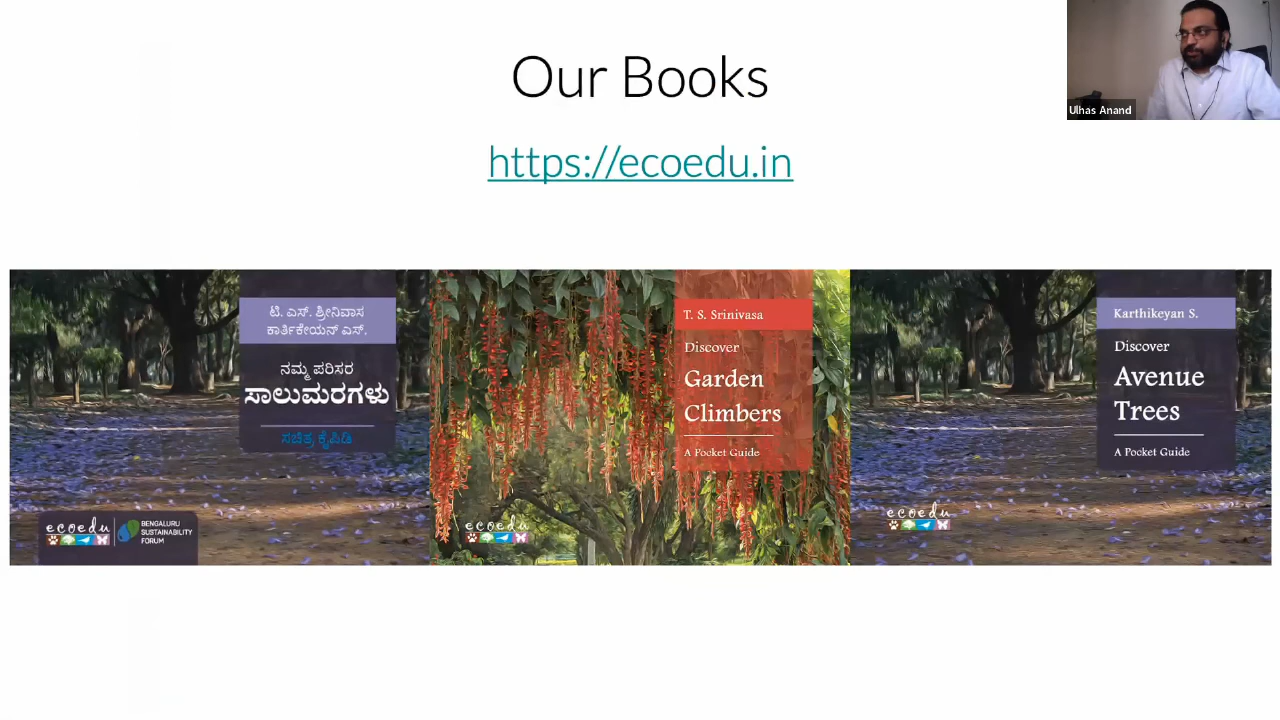 Our Books
https://ecoedu.in
Ulhas Anand
ಟಿ. ಎಸ್. ಶ್ರೀನಿವಾಸ
ಕಾರ್ತಿಕೇಯನ್ ಎಸ್.
ನಮ್ಮ ಪರಿಸರ
ಸಾಲುಮರಗಳು
ಸಚಿತ್ರ ಕೈಪಿಡಿ
ecoedu
BENGALURU
SUSTAINABILITY
FORUM
T. S. Srinivasa
Discover
Garden
Climbers
A Pocket Guide
ecoedu
Karthikeyan S.
Discover
Avenue
Trees
A Pocket Guide
ecoedu